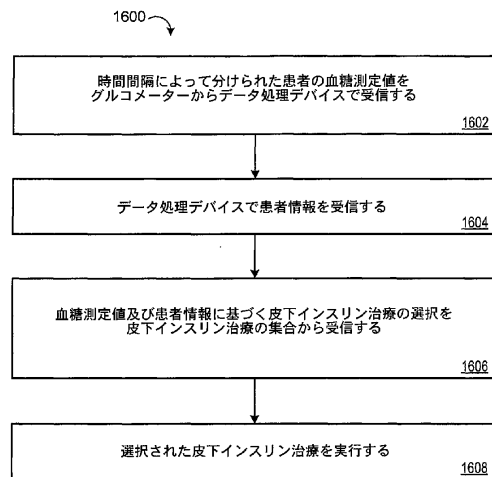 1600
時間間隔によって分けられた患者の血糖測定値を
グルコメーターからデータ処理デバイスで受信する
1602
データ処理デバイスで患者情報を受信する
1604
血糖測定値及び患者情報に基づく皮下インスリン治療の選択を
皮下インスリン治療の集合から受信する
1606
選択された皮下インスリン治療を実行する
1608